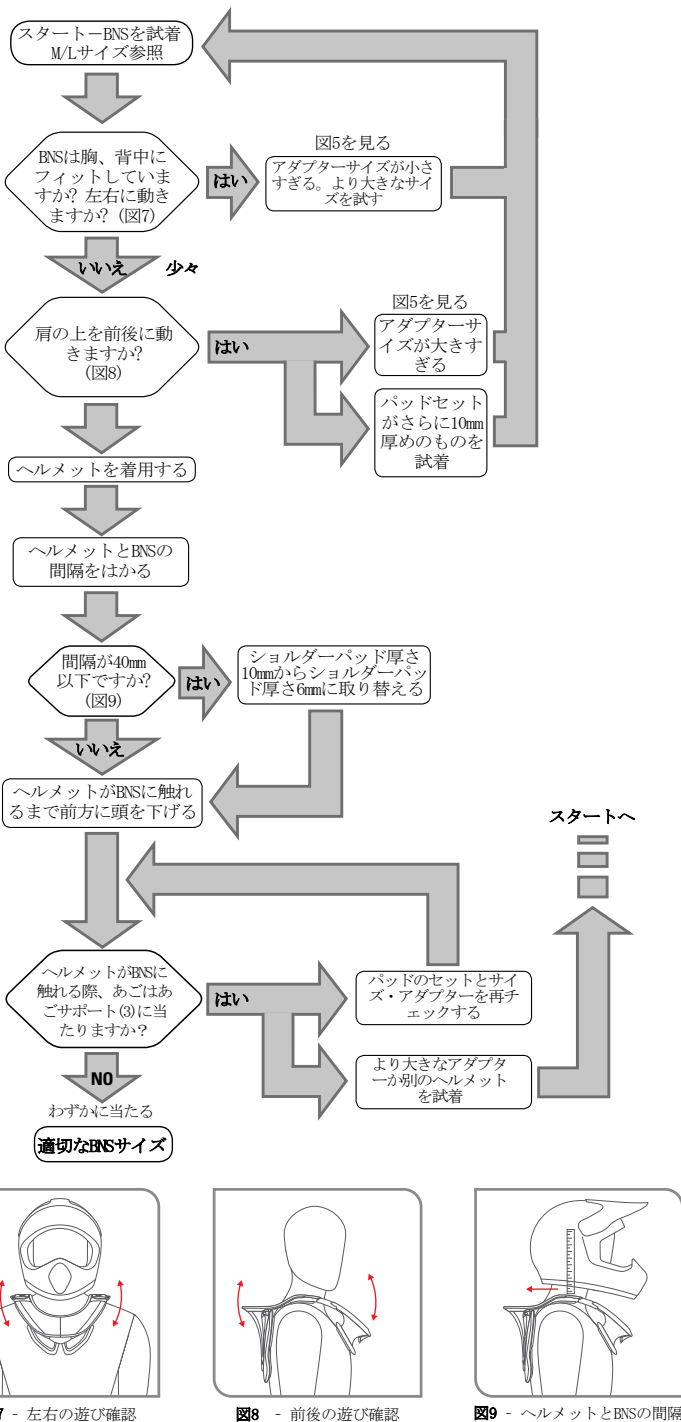 スタート－BNSを試着
M/Lサイズ参照
BNSは胸、背中に
フィットしていま
すか? 左右に動き
ますか? (図7)
はい
図5を見る
アダプターサイズが小さ
すぎる。より大きなサイ
ズを試す
いいえ 少々
肩の上を前後に動
きますか?
(図8)
はい
図5を見る
アダプターサ
イズが大きす
ぎる
パッドセット
がさらに10mm
厚めのものを
試着
ヘルメットを着用する
ヘルメットとBNSの
間隔をはかる
間隔が40mm
以下ですか?
(図9)
はい
ショルダーパッド厚さ
10mmからショルダーパッ
ド厚さ6mmに取り替える
いいえ
ヘルメットがBNSに触れ
るまで前方に頭を下げる
スタートへ
ヘルメットがBNSに
触れる際、あごはあ
ごサポート(3)に当
たりますか？
はい
パッドのセットとサイ
ズ・アダプターを再チ
ェックする
より大きなアダプタ
ーか別のヘルメット
を試着
NO
わずかに当たる
適切なBNSサイズ
7 - 左右の遊び確認
図8 - 前後の遊び確認
図9 - ヘルメットとBNSの間隔